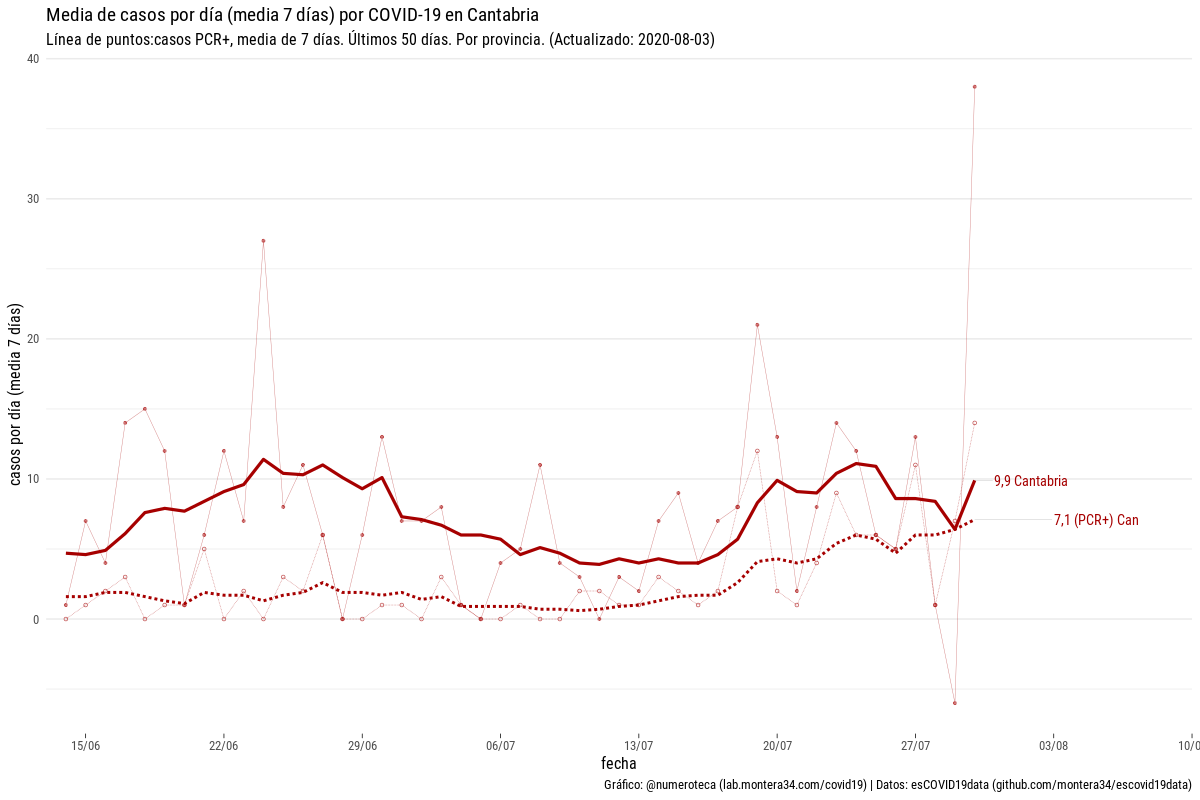 Media de casos por día (media 7 días) por COVID-19 en Cantabria
Línea de puntos:casos PCR+, media de 7 días. Últimos 50 días. Por provincia. (Actualizado: 2020-08-03)
casos por día (media 7 días)
40
30
20
10
0
9,9 Cantabria
7,1 (PCR+) Can
15/06
22/06
29/06
06/07
13/07
20/07
27/07
03/08
10/0
fecha
Gráfico: @numeroteca (lab.montera34.com/covid19) | Datos: esCOVID19data (github.com/montera34/escovid19data)